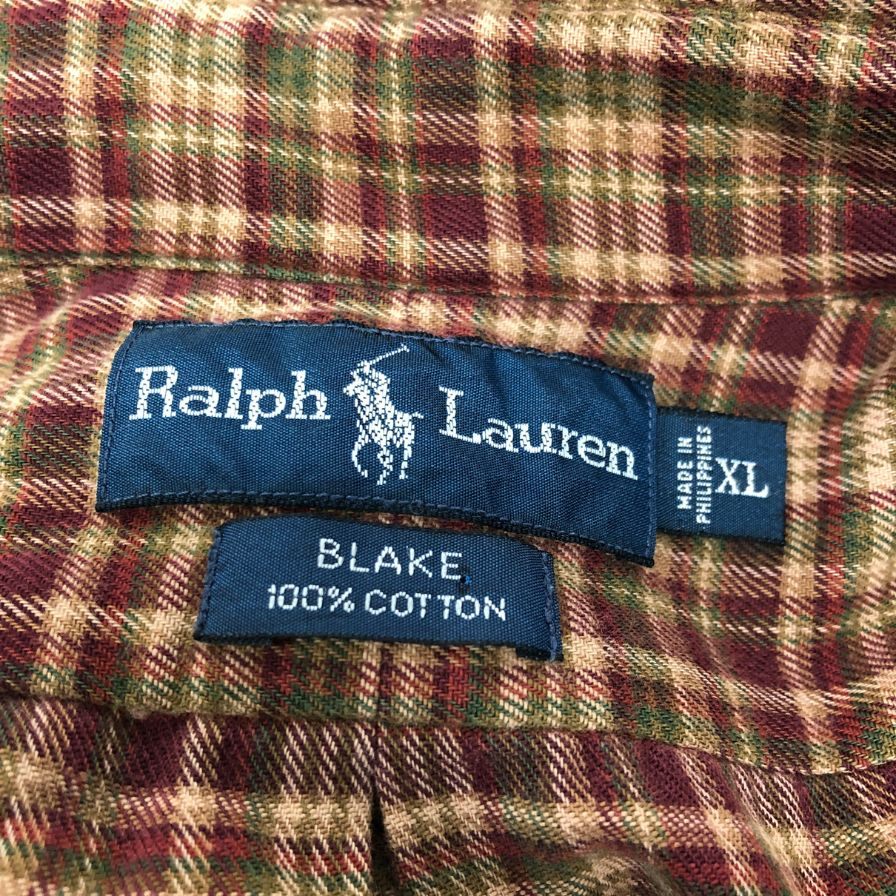 Ralph Lauren
MADE IN
PHILIPPINES
XL
BLAKE
100% COTTON